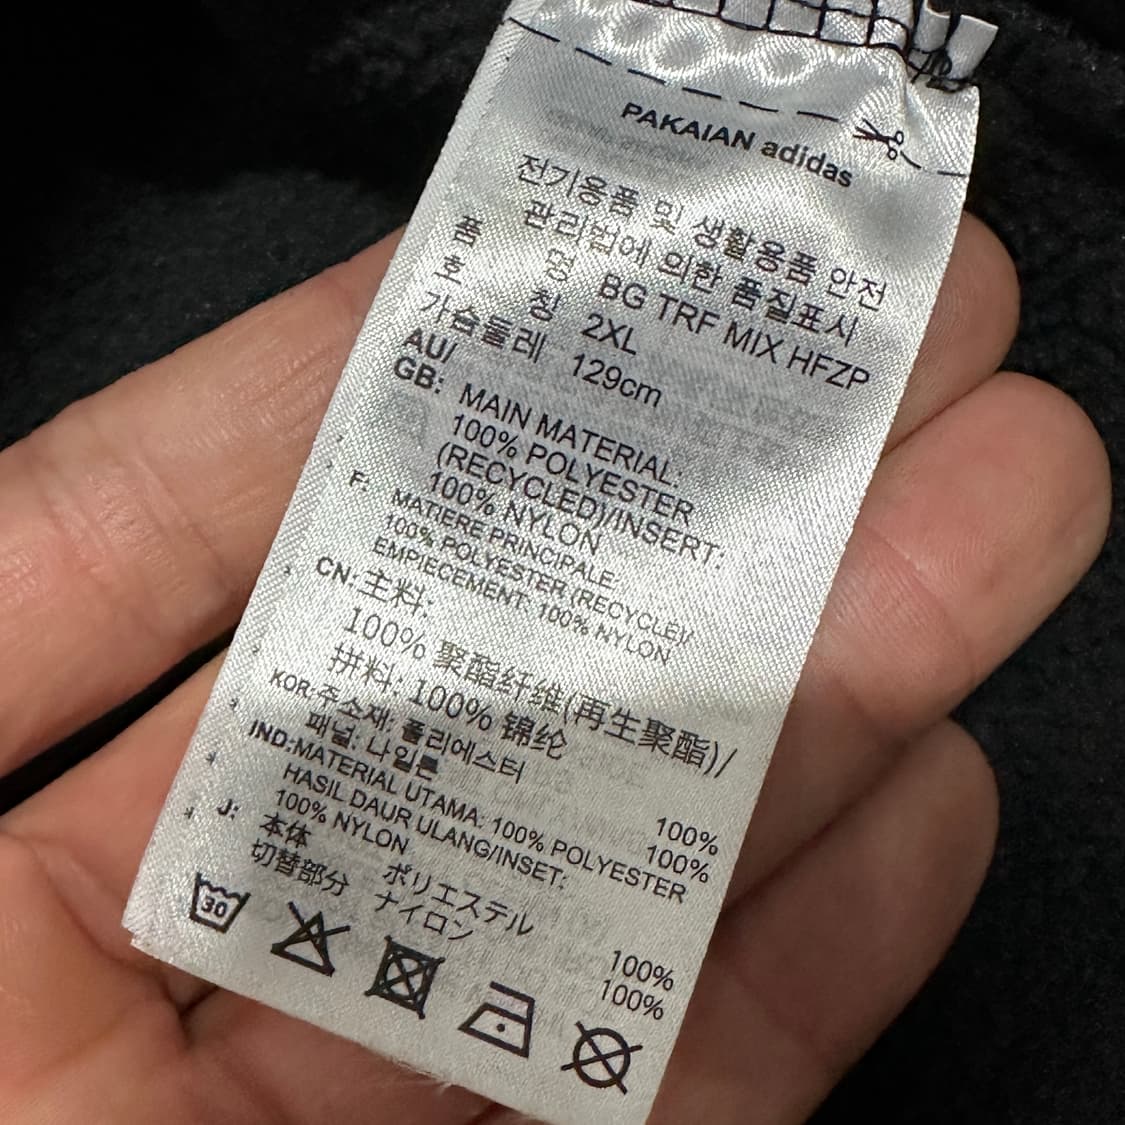 PAKAIAN adidas
전기용품 및 생활용품 안전
관리법에 의한 품질표시
품 명 BG TRF MIX HFZP
호 칭 2XL
가슴둘레 129cm
AU/
GB: MAIN MATERIAL:
100% POLYESTER
(RECYCLED)/INSERT:
100% NYLON
F: MATIERE PRINCIPALE:
100% POLYESTER (RECYCLE)/
EMPIECEMENT: 100% NYLON
CN: 主料:
100% 聚酯纤维(再生聚酯)/
拼料: 100% 锦纶
KOR: 주소재: 폴리에스터 100%
패널: 나일론 100%
IND: MATERIAL UTAMA: 100% POLYESTER
HASIL DAUR ULANG/INSET:
100% NYLON
J: 本体 ポリエステル 100%
切替部分 ナイロン 100%
30